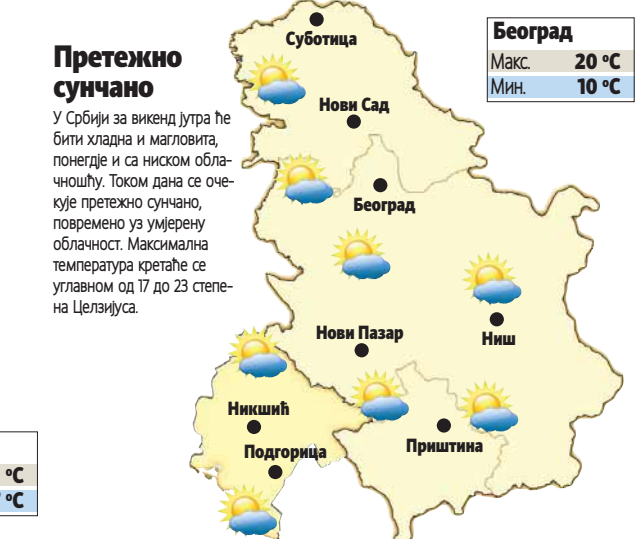 Претежно
сунчано
У Србији за викенд јутра ће
бити хладна и магловита,
понегдје и са ниском обла-
чношћу. Током дана се оче-
кује претежно сунчано,
повремено уз умјерену
облачност. Максимална
температура кретаће се
углавном од 17 до 23 степе-
на Целзијуса.
Београд
Макс. 20 ºC
Мин. 10 ºC
Суботица
Нови Сад
Београд
Нови Пазар
Ниш
Никшић
Подгорица
Приштина
ºC
ºC